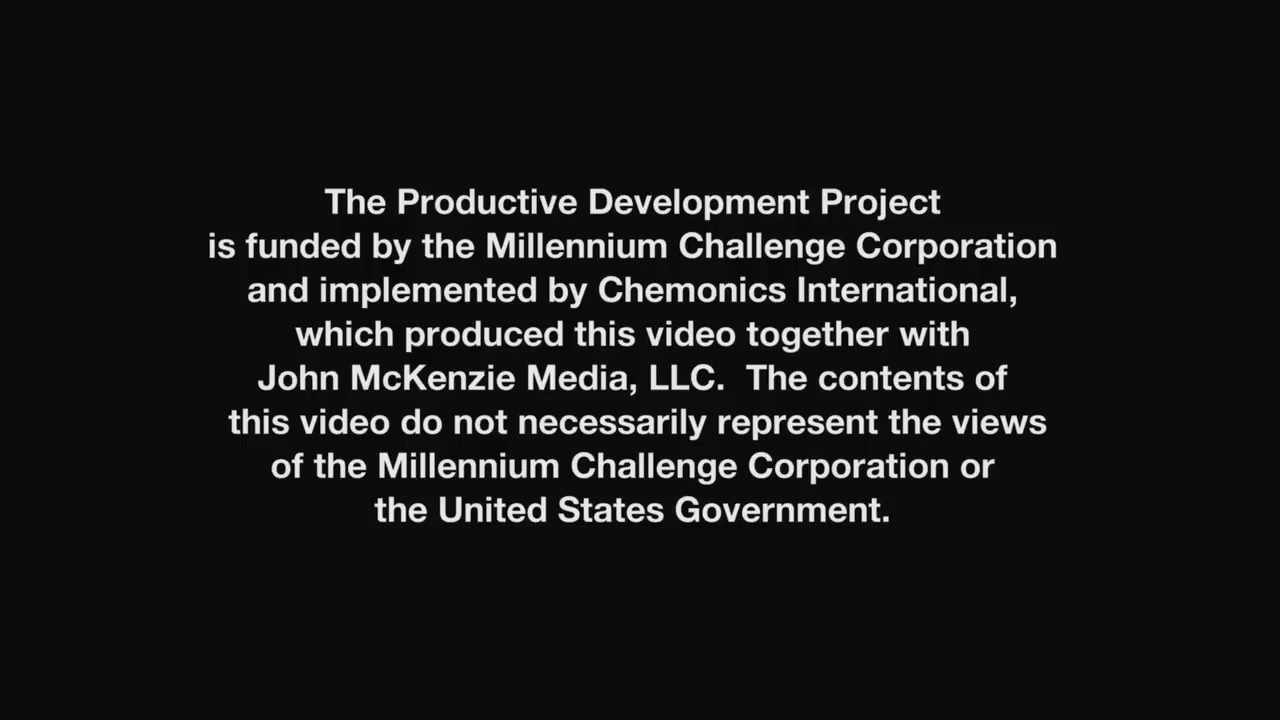 The Productive Development Project
is funded by the Millennium Challenge Corporation
and implemented by Chemonics International,
which produced this video together with
John McKenzie Media, LLC.  The contents of
this video do not necessarily represent the views
of the Millennium Challenge Corporation or
the United States Government.